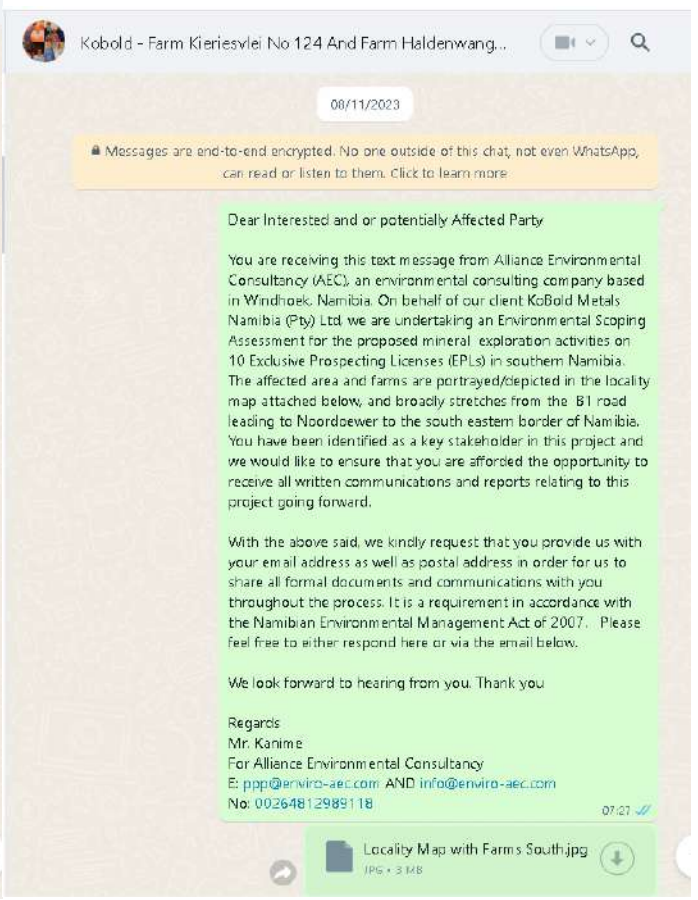 Kobold - Farm Kieriesvlei No 124 And Farm Haldenwang...
08/11/2023
Messages are end-to-end encrypted. No one outside of this chat, not even WhatsApp,
can read or listen to them. Click to learn more
Dear Interested and or potentially Affected Party
You are receiving this text message from Alliance Environmental
Consultancy (AEC), an environmental consulting company based
in Windhoek, Namibia. On behalf of our client KoBold Metals
Namibia (Pty) Ltd, we are undertaking an Environmental Scoping
Assessment for the proposed mineral exploration activities on
10 Exclusive Prospecting Licenses (EPLs) in southern Namibia.
The affected area and farms are portrayed/depicted in the locality
map attached below, and broadly stretches from the B1 road
leading to Noordoewer to the south eastern border of Namibia.
You have been identified as a key stakeholder in this project and
we would like to ensure that you are afforded the opportunity to
receive all written communications and reports relating to this
project going forward.
With the above said, we kindly request that you provide us with
your email address as well as postal address in order for us to
share all formal documents and communications with you
throughout the process. It is a requirement in accordance with
the Namibian Environmental Management Act of 2007. Please
feel free to either respond here or via the email below.
We look forward to hearing from you. Thank you
Regards
Mr. Kanime
For Alliance Environmental Consultancy
E: ppp@enviro-aec.com AND info@enviro-aec.com
No: 00264812989118
07:27
Locality Map with Farms South.jpg
JPG • 3 MB